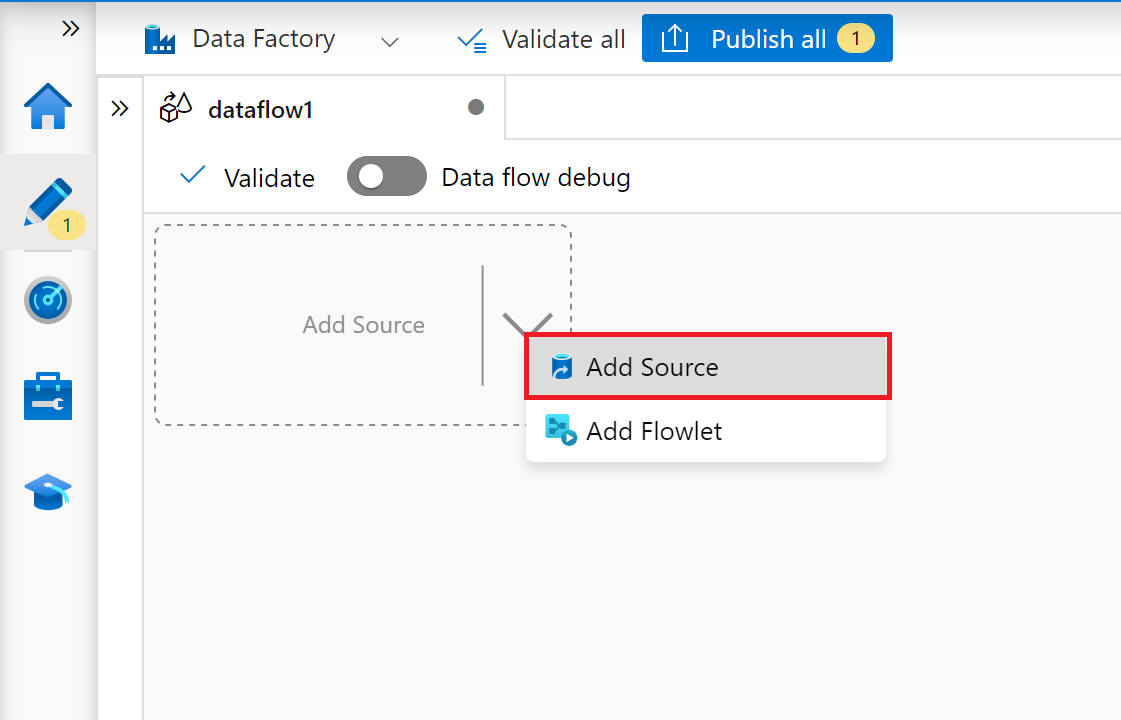 Data Factory
Validate all
Publish all 1
dataflow1
Validate
Data flow debug
1
Add Source
Add Source
Add Flowlet